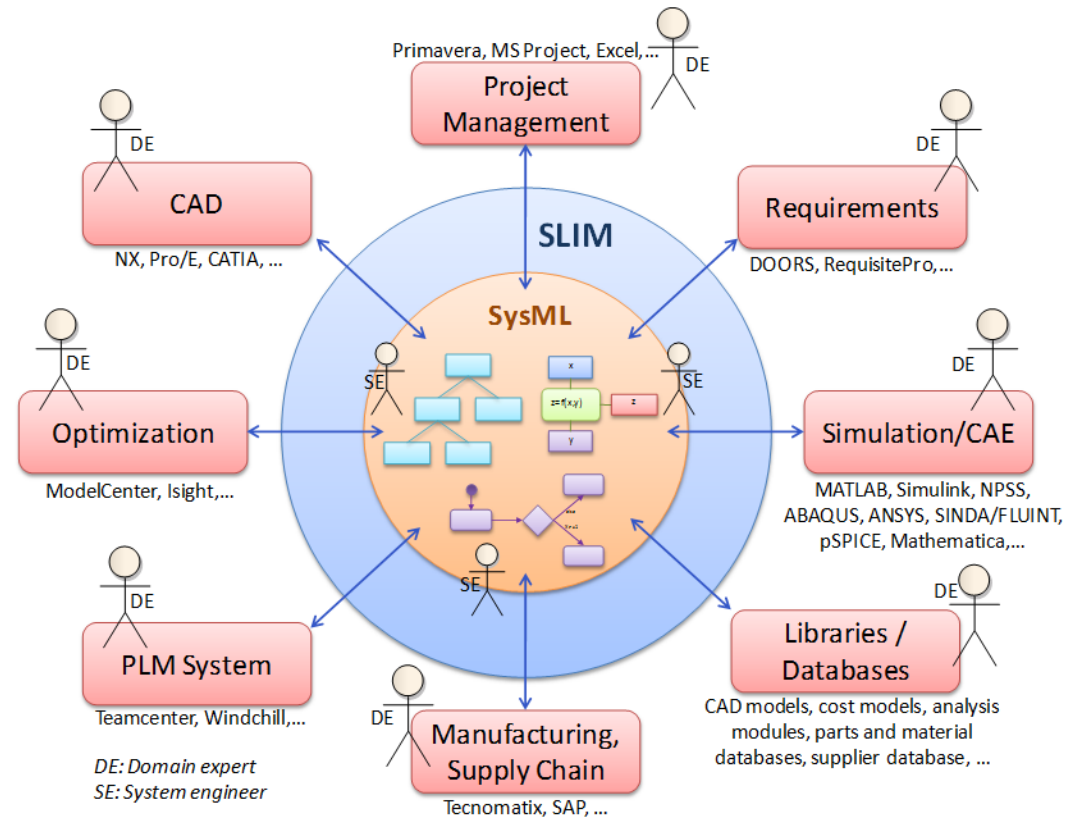 Primavera, MS Project, Excel,...
DE
Project
Management
DE
CAD
NX, Pro/E, CATIA, ...
DE
Requirements
DOORS, RequisitePro,...
SLIM
SysML
SE
SE
x
z=f(x,y)
z
y
DE
Optimization
ModelCenter, Isight,...
DE
Simulation/CAE
MATLAB, Simulink, NPSS,
ABAQUS, ANSYS, SINDA/FLUINT,
pSPICE, Mathematica,...
SE
DE
PLM System
Teamcenter, Windchill,...
DE
Libraries /
Databases
CAD models, cost models, analysis
modules, parts and material
databases, supplier database, ...
DE
Manufacturing,
Supply Chain
Tecnomatix, SAP, ...
DE: Domain expert
SE: System engineer